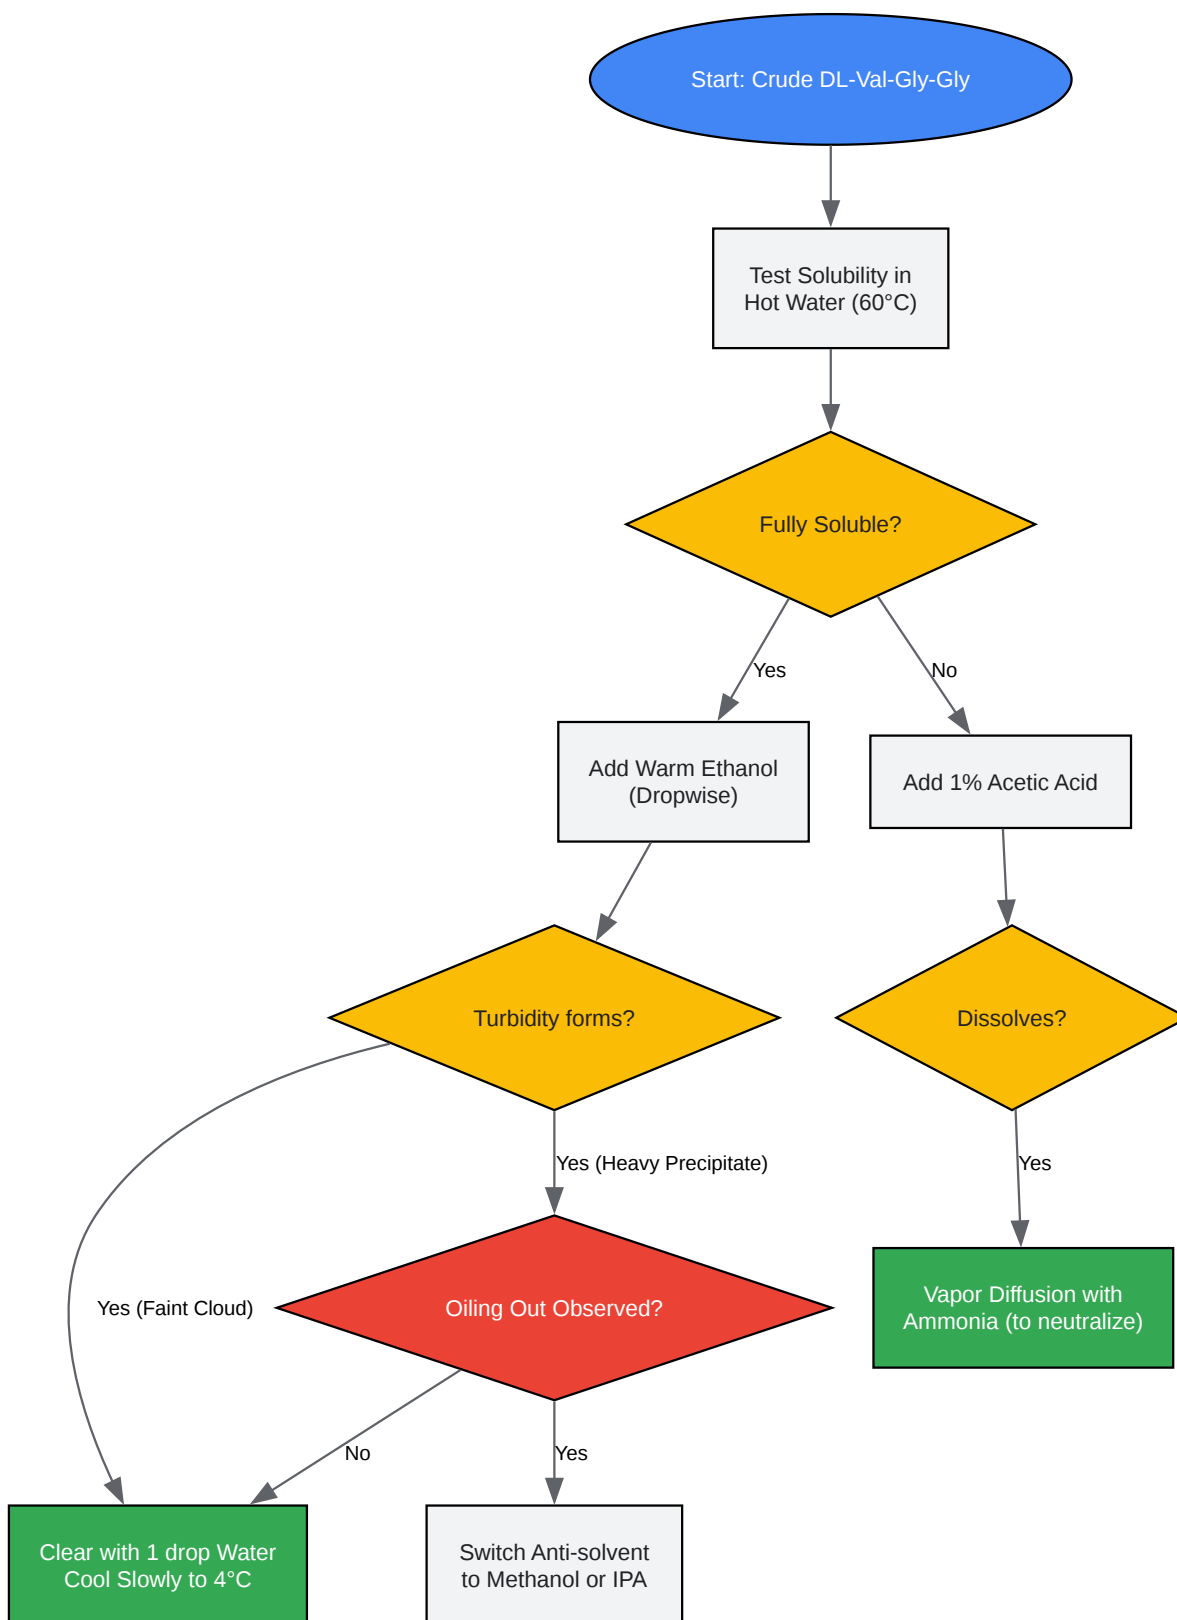 Start: Crude DL-Val-Gly-Gly
Test Solubility in
Hot Water (60°C)
Fully Soluble?
Yes
No
Add Warm Ethanol
(Dropwise)
Add 1% Acetic Acid
Turbidity forms?
Dissolves?
Yes (Heavy Precipitate)
Yes
Yes (Faint Cloud)
Oiling Out Observed?
Vapor Diffusion with
Ammonia (to neutralize)
No
Yes
Clear with 1 drop Water
Cool Slowly to 4°C
Switch Anti-solvent
to Methanol or IPA